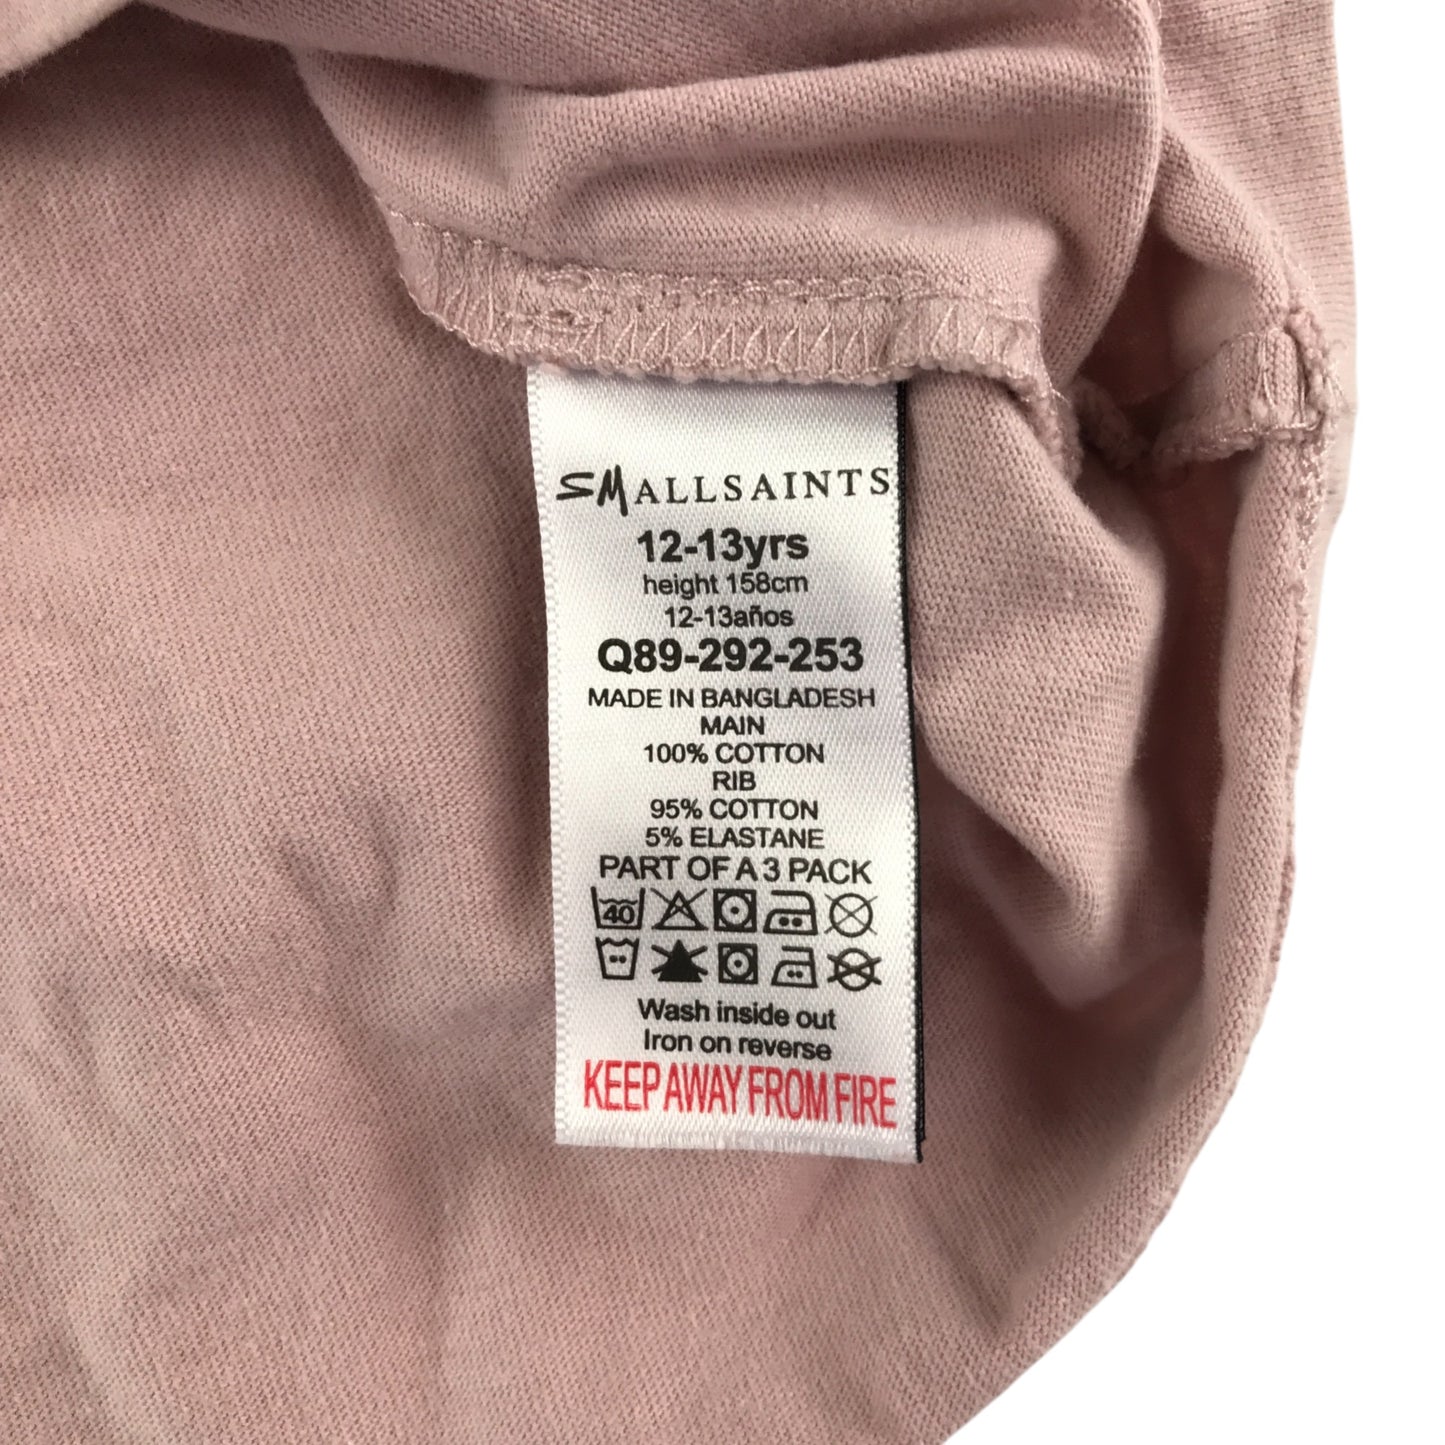 SMALLSAINTS
12-13yrs
height 158cm
12-13años
Q89-292-253
MADE IN BANGLADESH
MAIN
100% COTTON
RIB
95% COTTON
5% ELASTANE
PART OF A 3 PACK
40
Wash inside out
Iron on reverse
KEEP AWAY FROM FIRE